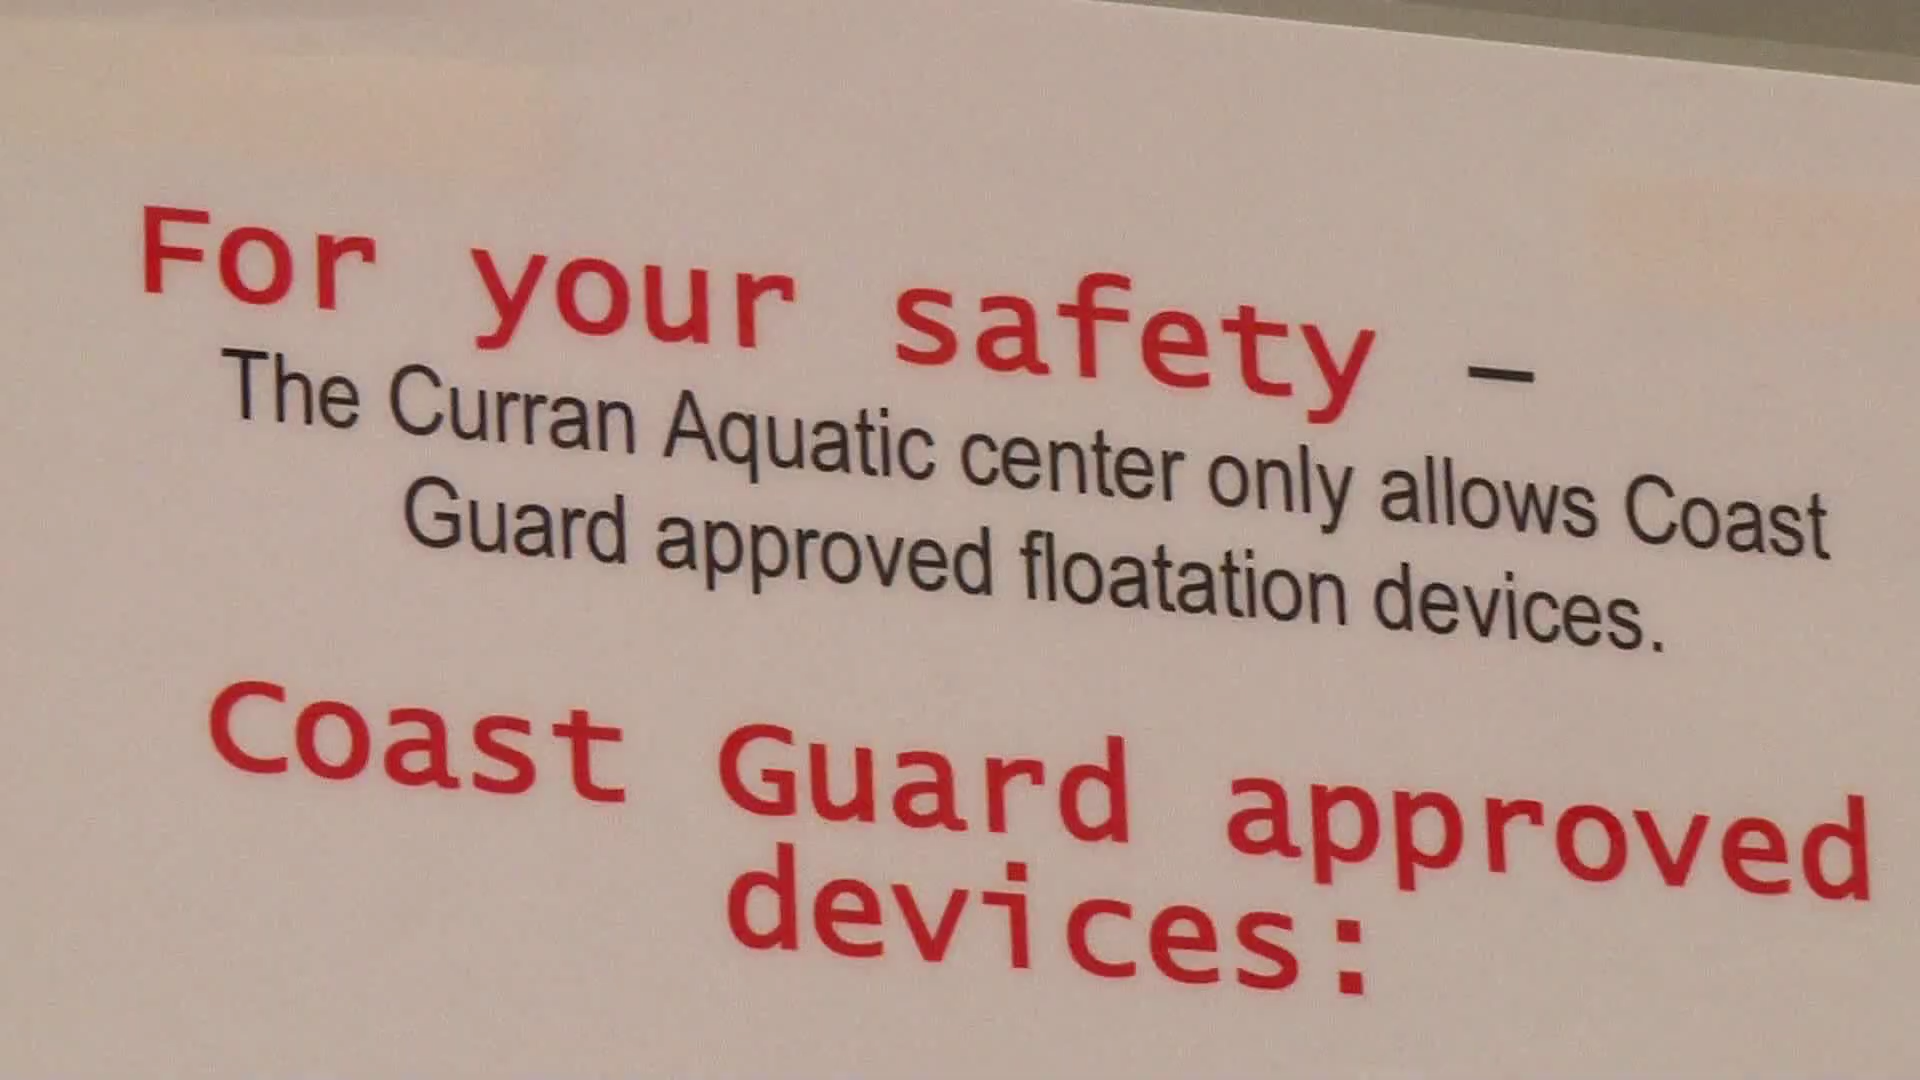 For your safety –
The Curran Aquatic center only allows Coast
Guard approved floatation devices.
Coast Guard approved
devices: